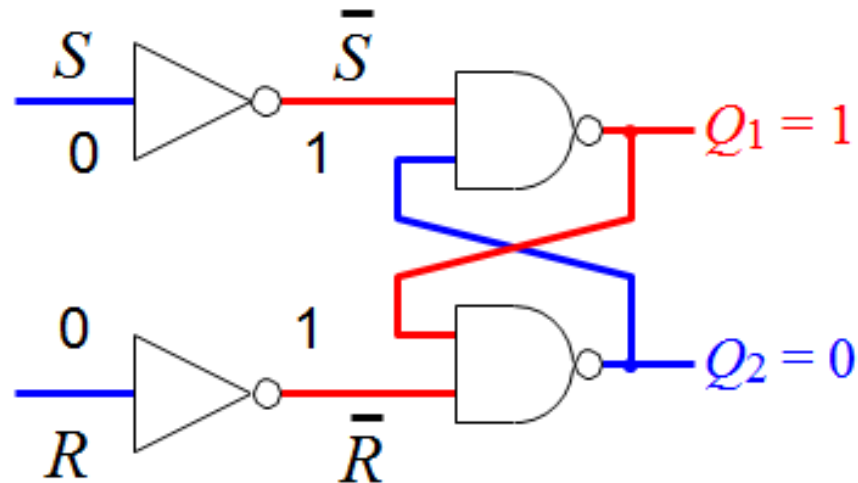 S S̅
0 1
Q₁ = 1
0 1
Q₂ = 0
R R̅